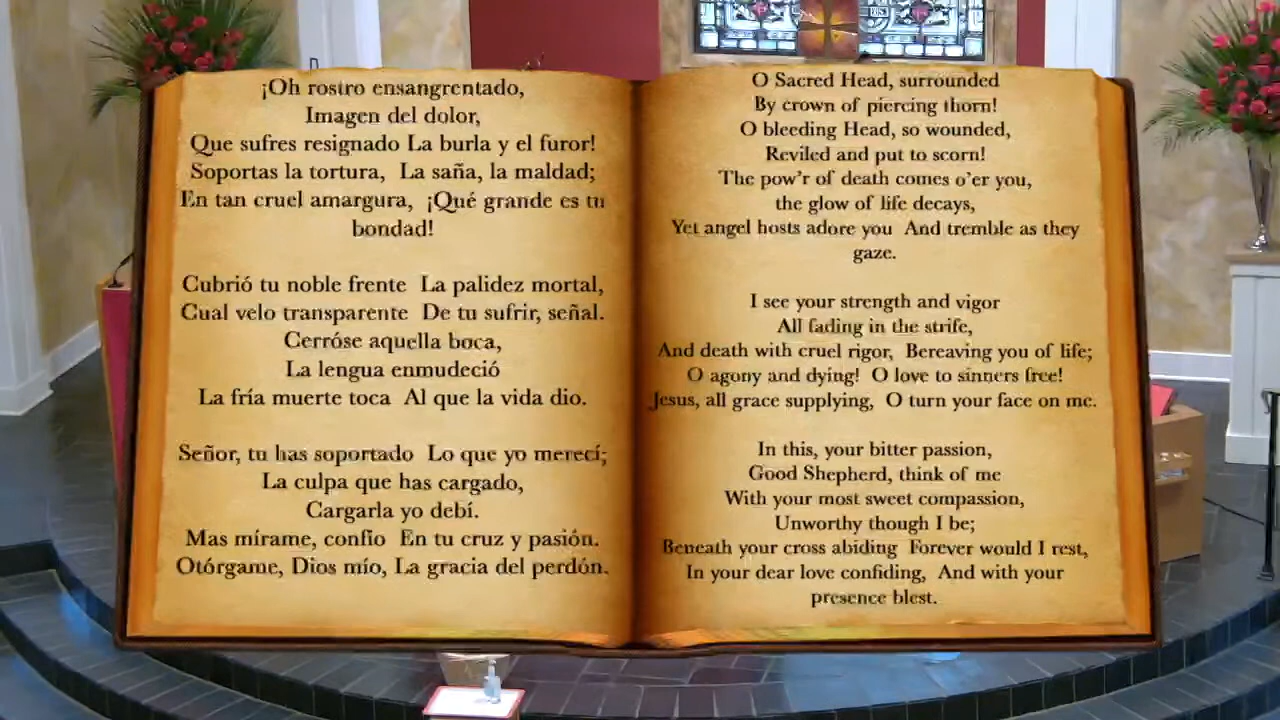 ¡Oh rostro ensangrentado,
Imagen del dolor,
Que sufres resignado La burla y el furor!
Soportas la tortura, La saña, la maldad;
En tan cruel amargura, ¡Qué grande es tu
bondad!
Cubrió tu noble frente La palidez mortal,
Cual velo transparente De tu sufrir, señal.
Cerróse aquella boca,
La lengua enmudeció
La fría muerte toca Al que la vida dio.
Señor, tu has soportado Lo que yo merecí;
La culpa que has cargado,
Cargarla yo debí.
Mas mírame, confio En tu cruz y pasión.
Otórgame, Dios mío, La gracia del perdón.
O Sacred Head, surrounded
By crown of piercing thorn!
O bleeding Head, so wounded,
Reviled and put to scorn!
The pow'r of death comes o'er you,
the glow of life decays,
Yet angel hosts adore you And tremble as they
gaze.
I see your strength and vigor
All fading in the strife,
And death with cruel rigor, Bereaving you of life;
O agony and dying! O love to sinners free!
Jesus, all grace supplying, O turn your face on me.
In this, your bitter passion,
Good Shepherd, think of me
With your most sweet compassion,
Unworthy though I be;
Beneath your cross abiding Forever would I rest,
In your dear love confiding, And with your
presence blest.